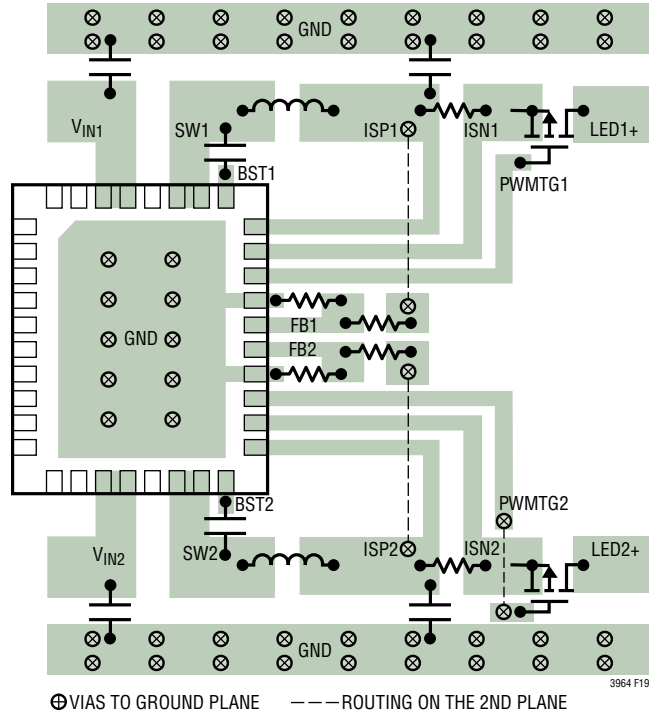 GND
VIN1
SW1
ISP1
ISN1
LED1+
BST1
PWMTG1
GND
FB1
FB2
BST2
PWMTG2
VIN2
SW2
ISP2
ISN2
LED2+
GND
3964 F19
VIAS TO GROUND PLANE
ROUTING ON THE 2ND PLANE